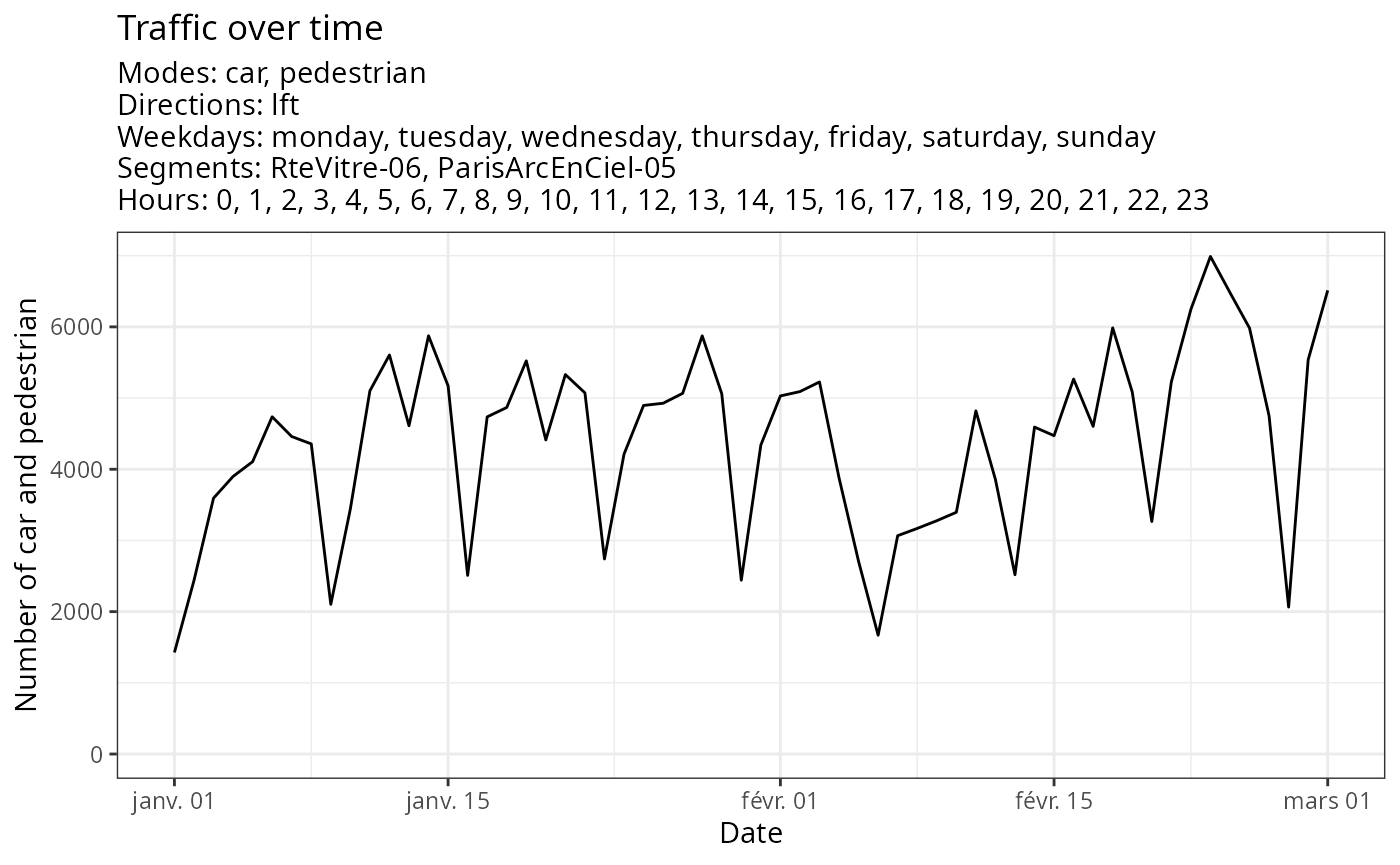 Traffic over time
Modes: car, pedestrian
Directions: lft
Weekdays: monday, tuesday, wednesday, thursday, friday, saturday, sunday
Segments: RteVitre-06, ParisArcEnCiel-05
Hours: 0, 1, 2, 3, 4, 5, 6, 7, 8, 9, 10, 11, 12, 13, 14, 15, 16, 17, 18, 19, 20, 21, 22, 23
Number of car and pedestrian
6000
4000
2000
0
janv. 01
janv. 15
févr. 01
févr. 15
mars 01
Date